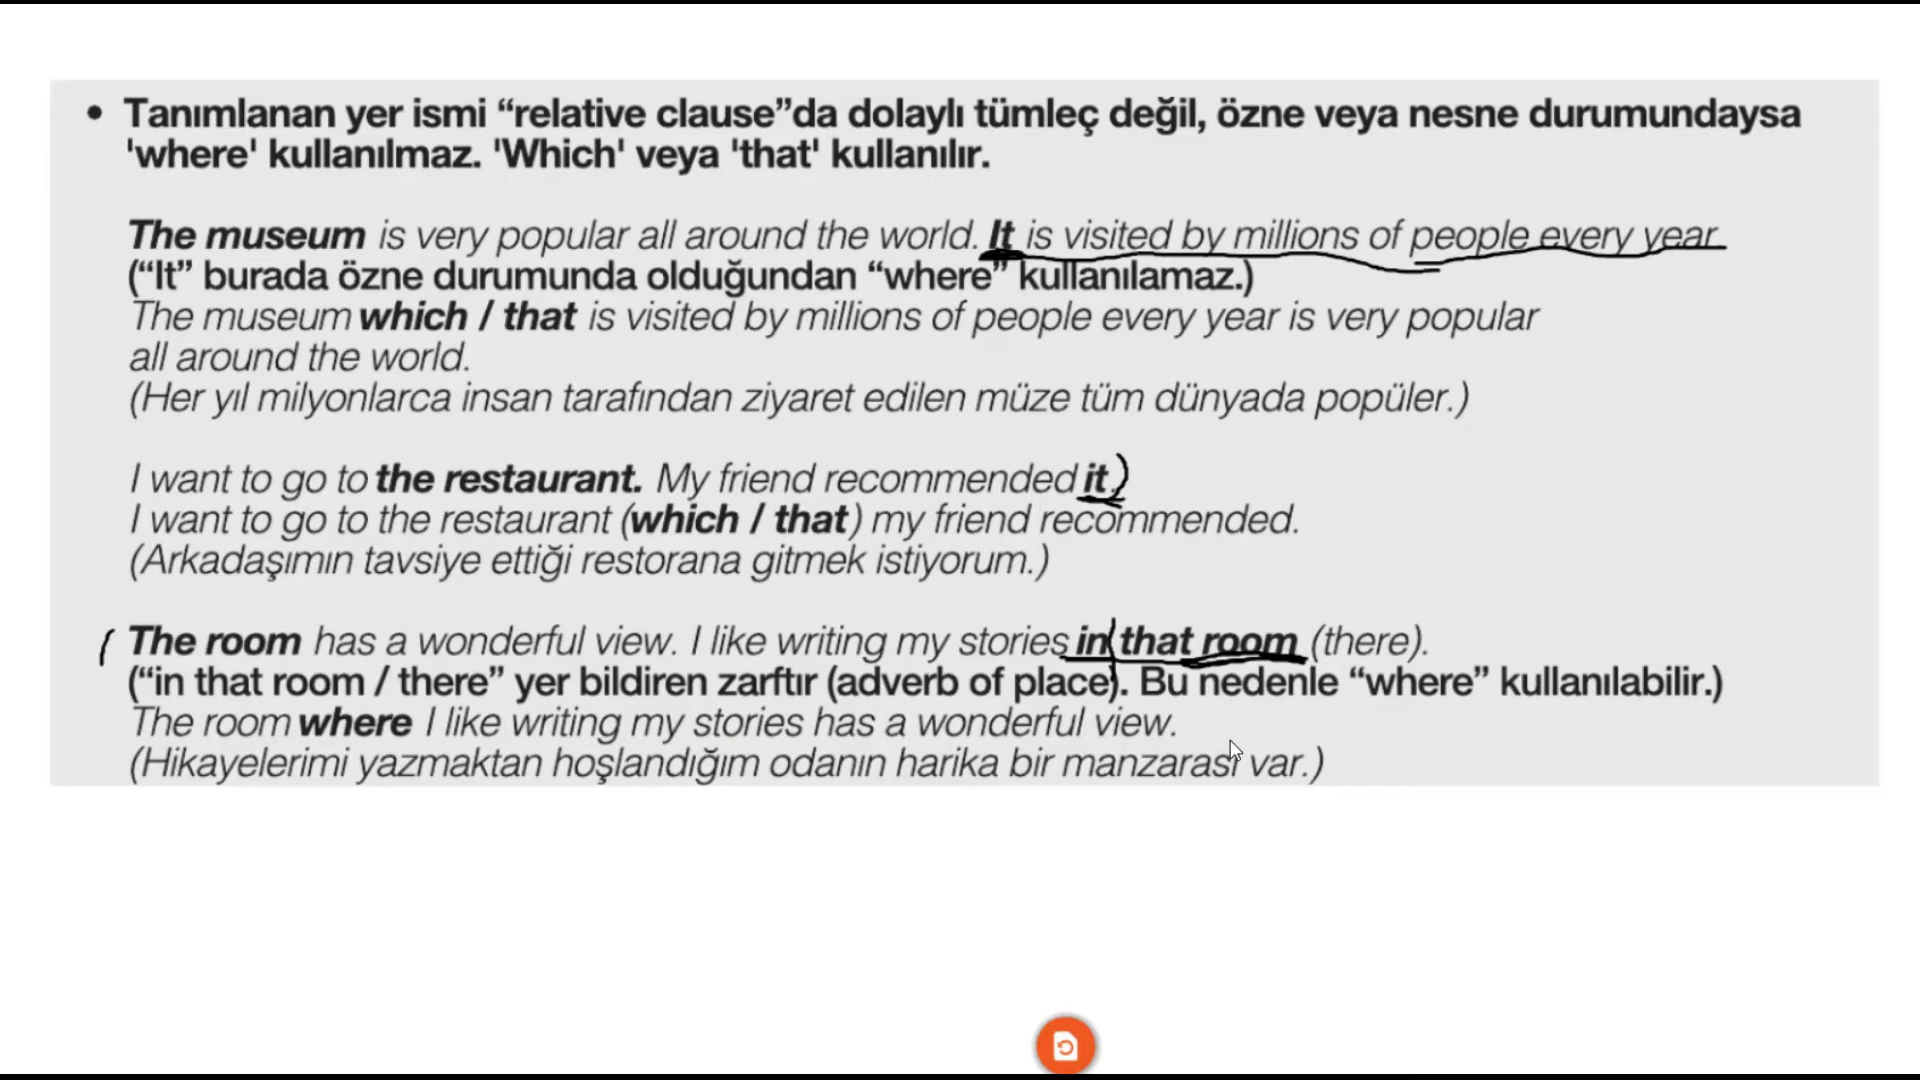 • Tanımlanan yer ismi “relative clause”da dolaylı tümleç değil, özne veya nesne durumundaysa
'where' kullanılmaz. 'Which' veya 'that' kullanılır.
The museum is very popular all around the world. It is visited by millions of people every year
(“It” burada özne durumunda olduğundan “where” kullanılamaz.)
The museum which / that is visited by millions of people every year is very popular
all around the world.
(Her yıl milyonlarca insan tarafından ziyaret edilen müze tüm dünyada popüler.)
I want to go to the restaurant. My friend recommended it.
I want to go to the restaurant (which / that) my friend recommended.
(Arkadaşımın tavsiye ettiği restorana gitmek istiyorum.)
The room has a wonderful view. I like writing my stories in that room (there).
(“in that room / there” yer bildiren zarftır (adverb of place). Bu nedenle “where” kullanılabilir.)
The room where I like writing my stories has a wonderful view.
(Hikayelerimi yazmaktan hoşlandığım odanın harika bir manzarası var.)